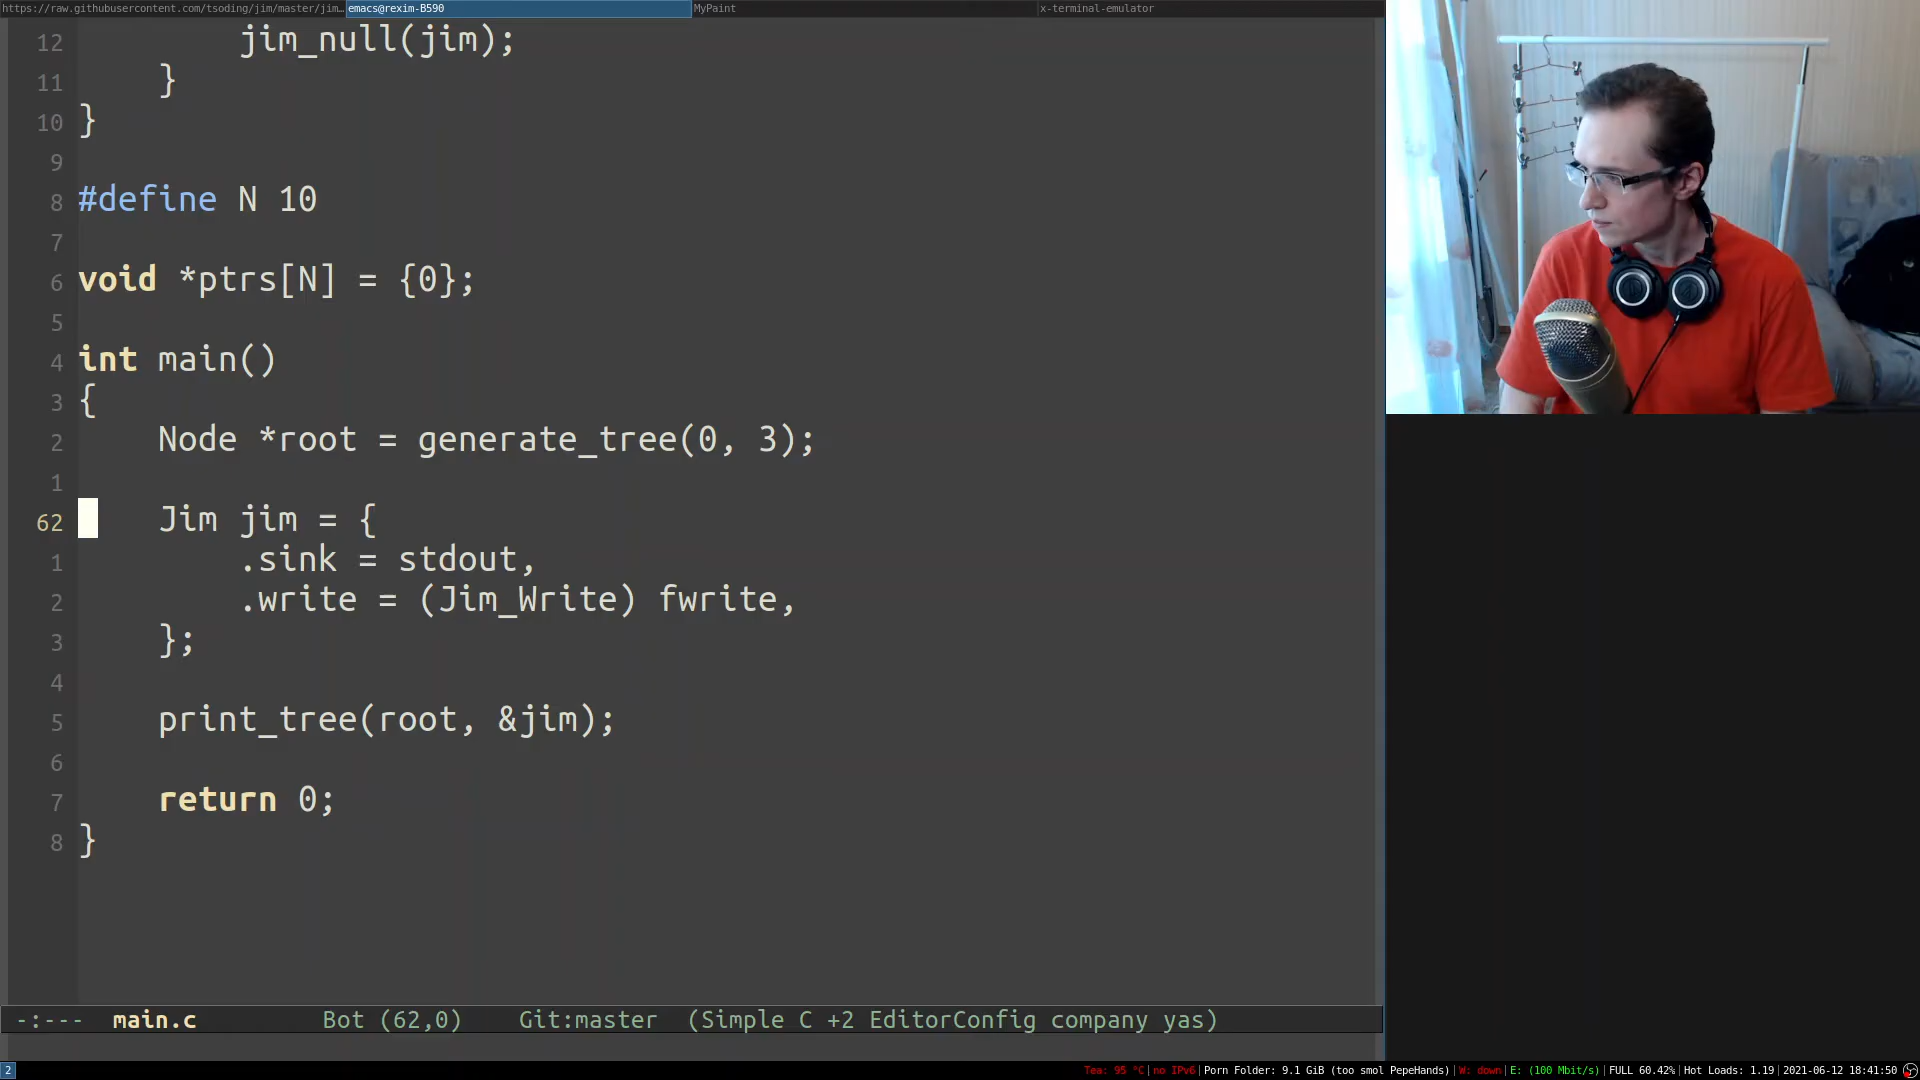 https://raw.githubusercontent.com/tsoding/jim/master/jim… emacs@rexim-B590 MyPaint x-terminal-emulator
12 jim_null(jim);
11 }
10 }
9
8 #define N 10
7
6 void *ptrs[N] = {0};
5
4 int main()
3 {
2 Node *root = generate_tree(0, 3);
1
62 Jim jim = {
1 .sink = stdout,
2 .write = (Jim_Write) fwrite,
3 };
4
5 print_tree(root, &jim);
6
7 return 0;
8 }
-:--- main.c Bot (62,0) Git:master (Simple C +2 EditorConfig company yas)
2 Tea: 95 °C|no IPv6|Porn Folder: 9.1 GiB (too smol PepeHands)|W: down|E: (100 Mbit/s)|FULL 60.42%|Hot Loads: 1.19|2021-06-12 18:41:50